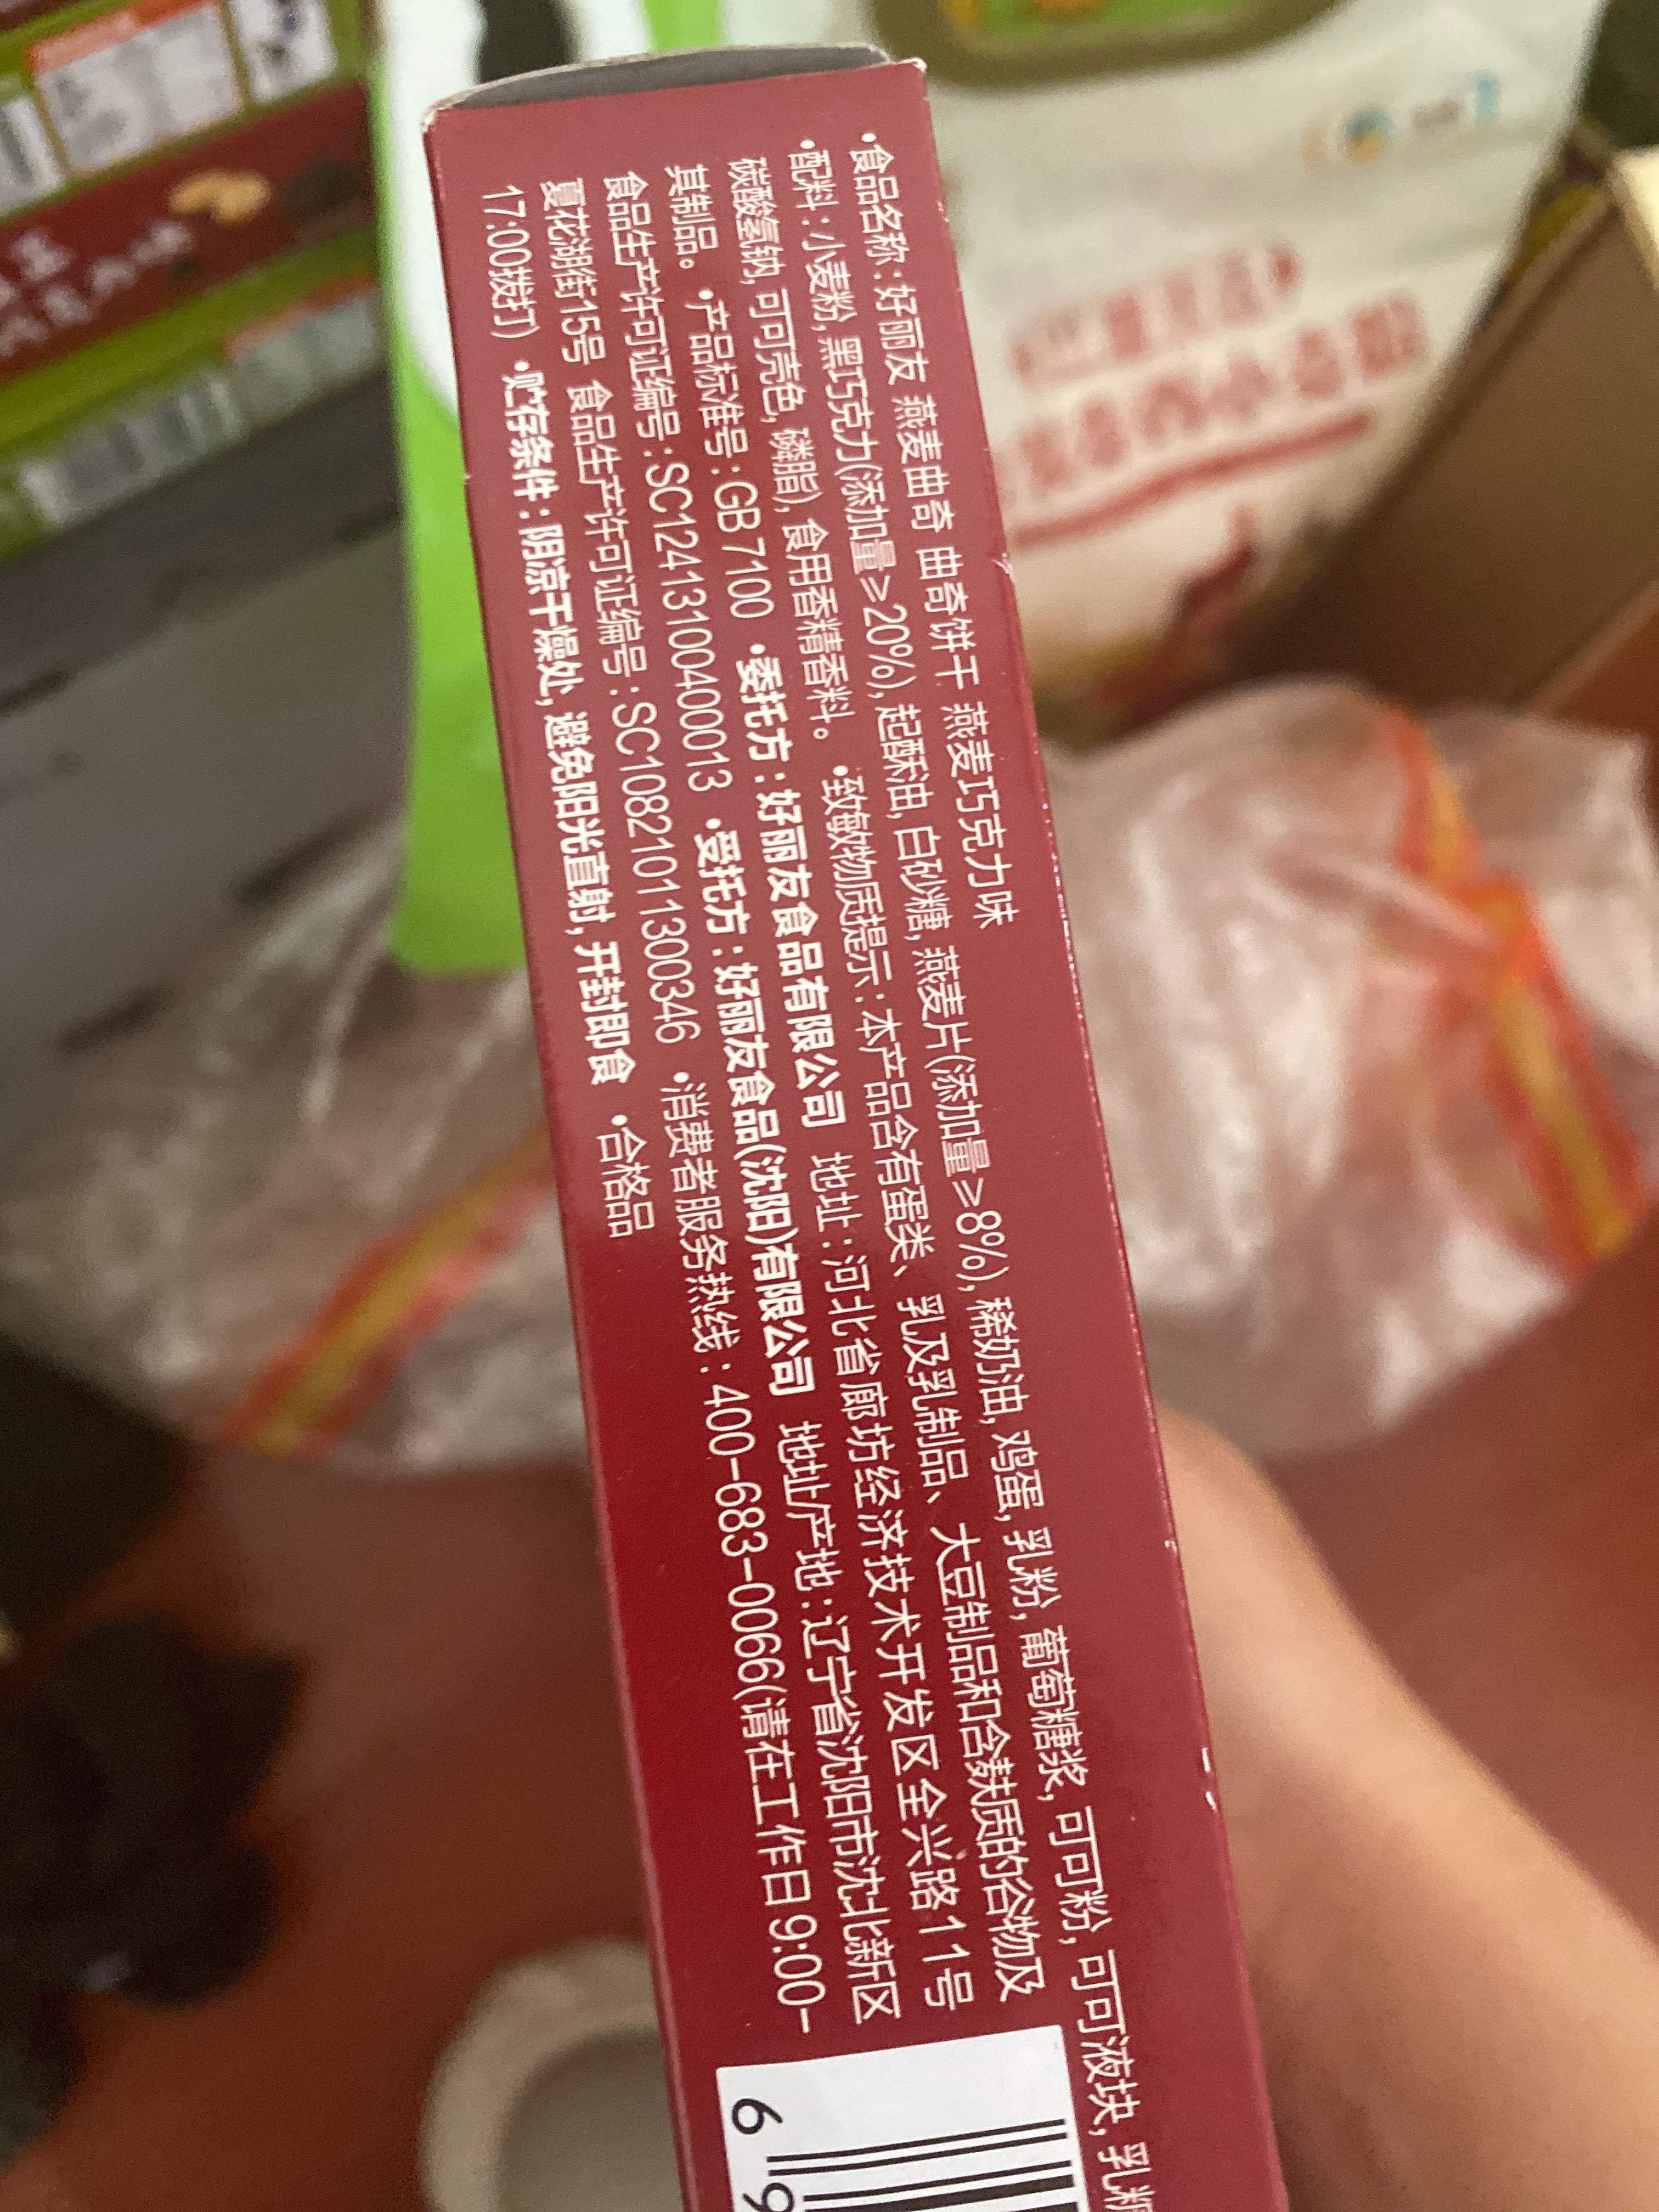 •食品名称:好丽友 燕麦曲奇 曲奇饼干 燕麦巧克力味
•配料:小麦粉,黑巧克力(添加量≥20%),起酥油,白砂糖,燕麦片(添加量≥8%),稀奶油,鸡蛋,乳粉,葡萄糖浆,可可粉,可可液块,乳糖
碳酸氢钠,可可壳色,磷脂),食用香精香料。 •致敏物质提示:本产品含有蛋类、乳及乳制品、大豆制品和含麸质的谷物及
其制品。 •产品标准号:GB 7100 •委托方:好丽友食品有限公司 地址:河北省廊坊经济技术开发区全兴路11号
食品生产许可证编号:SC12413100400013 •受托方:好丽友食品(沈阳)有限公司 地址/产地:辽宁省沈阳市沈北新区
夏花湖街15号 食品生产许可证编号:SC10821011300346 •消费者服务热线:400-683-0066(请在工作日9:00-
17:00拨打) •贮存条件:阴凉干燥处,避免阳光直射,开封即食 •合格品
6 9